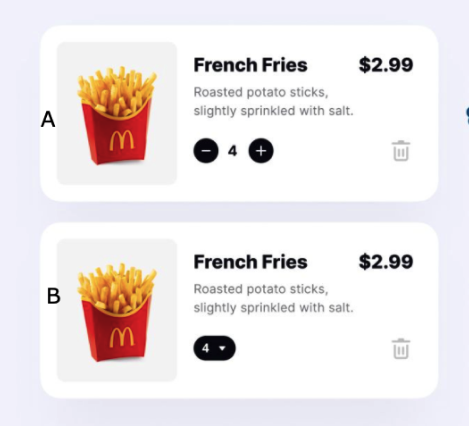 A
French Fries $2.99
Roasted potato sticks,
slightly sprinkled with salt.
− 4 +
B
French Fries $2.99
Roasted potato sticks,
slightly sprinkled with salt.
4